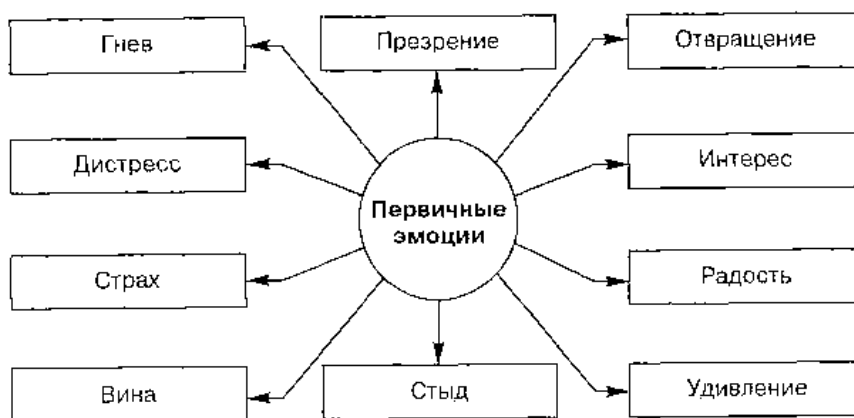 Гнев
Презрение
Отвращение
Дистресс
Интерес
Первичные
эмоции
Страх
Радость
Вина
Стыд
Удивление